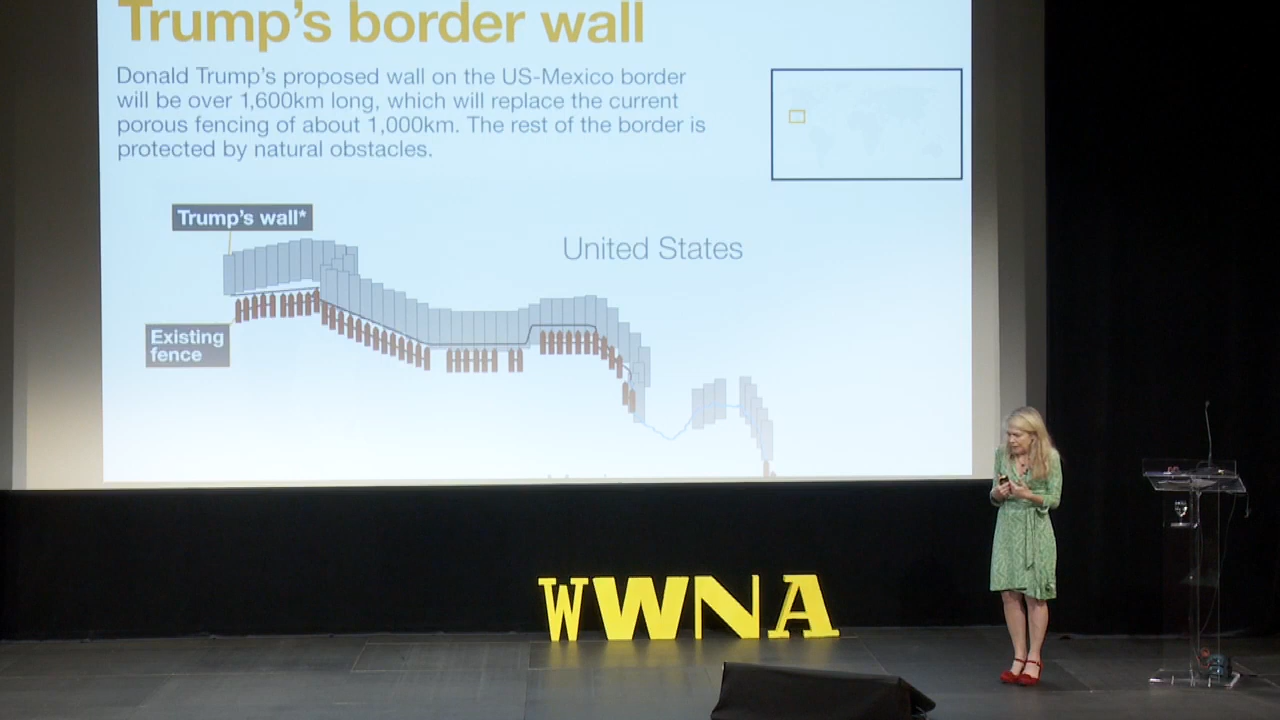 Trump's border wall
Donald Trump's proposed wall on the US-Mexico border
will be over 1,600km long, which will replace the current
porous fencing of about 1,000km. The rest of the border is
protected by natural obstacles.
Trump's wall*
United States
Existing
fence
WWNA